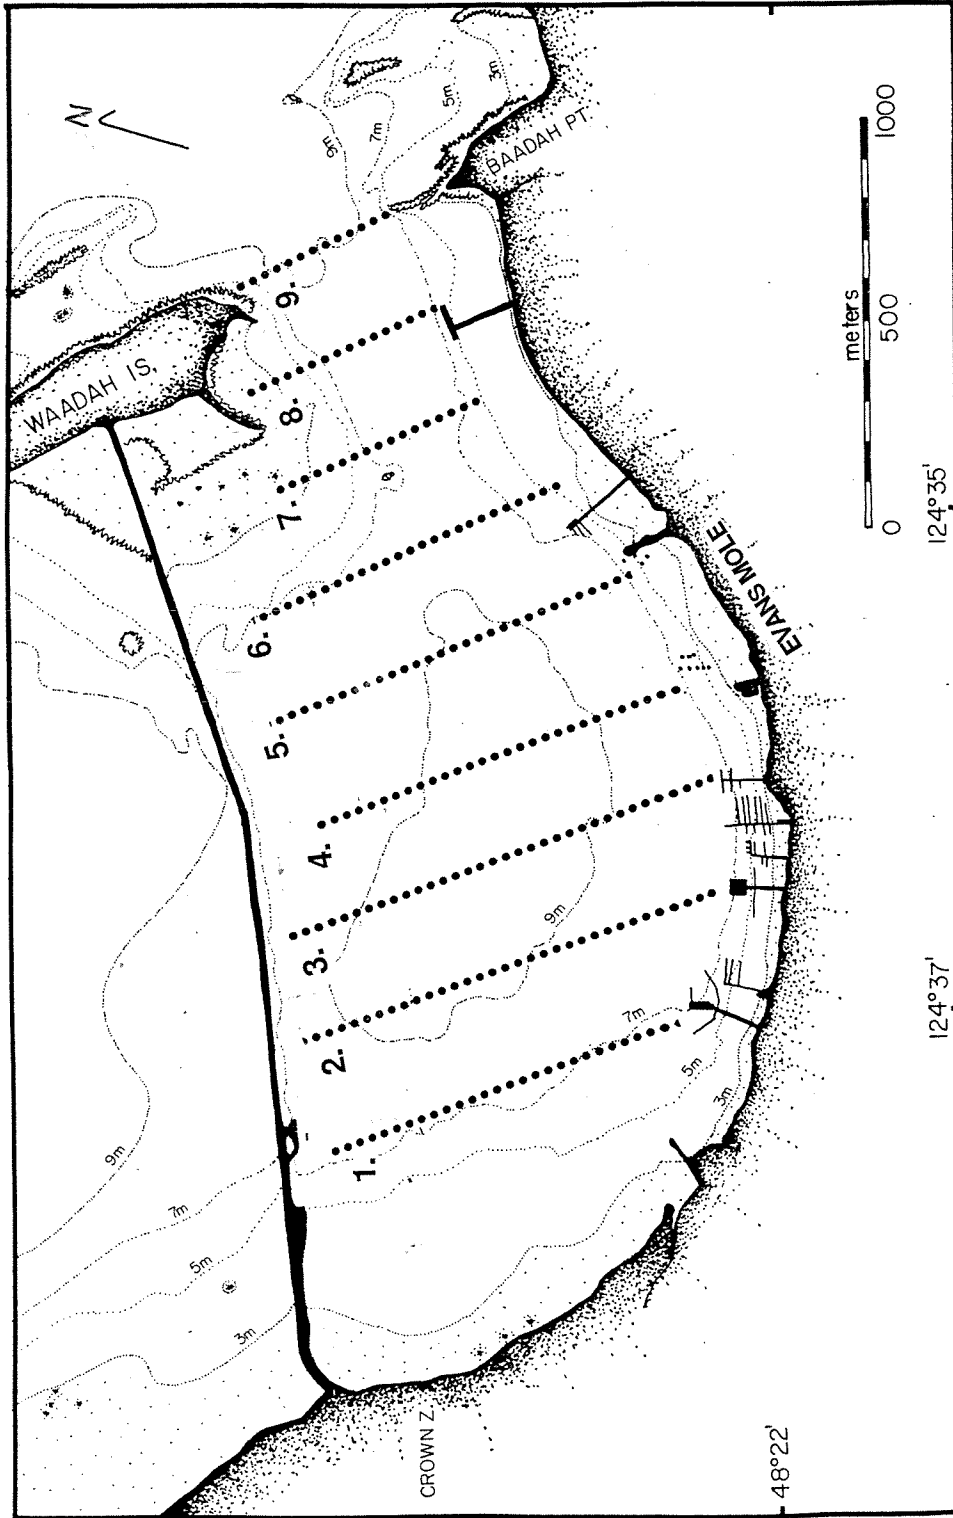 N
3m
5m
7m
9m
BAADAH PT.
WAADAH IS,
9.
8.
7.
6.
5.
4.
3.
2.
1.
9m
7m
5m
3m
9m
7m
5m
3m
EVANS MOLE
CROWN Z
meters
0
500
1000
124°35'
124°37'
48°22'